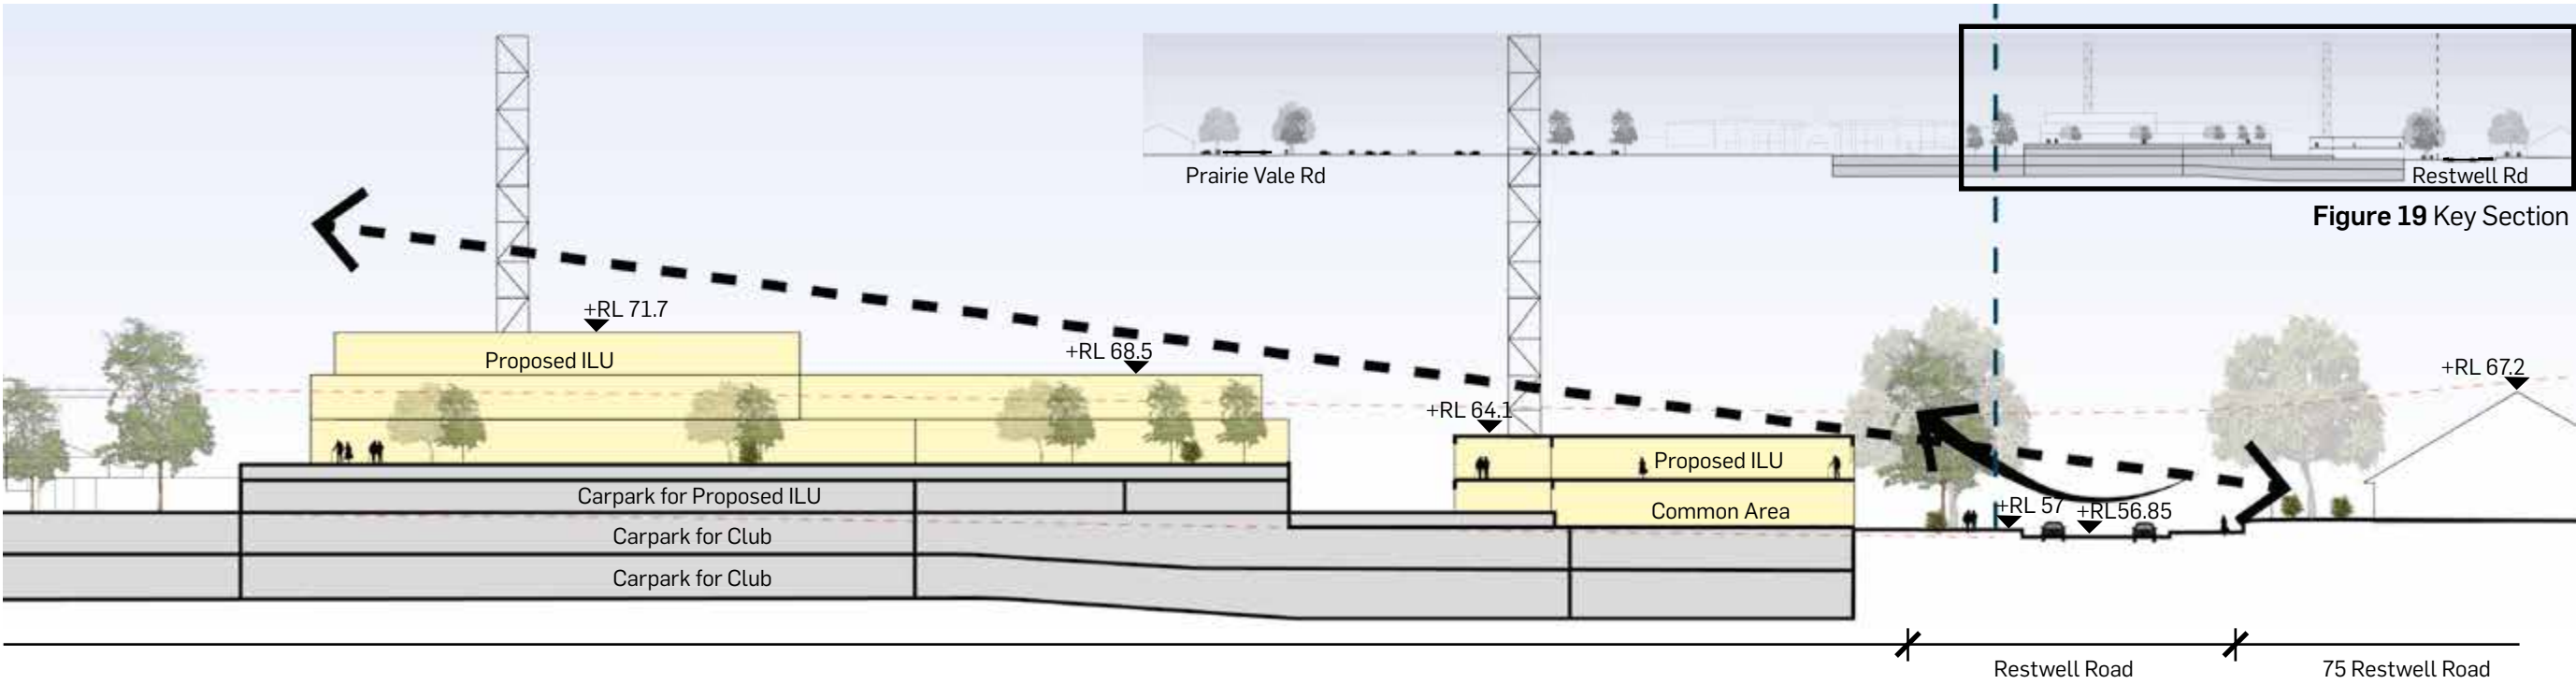 Prairie Vale Rd
Restwell Rd
Figure 19 Key Section
+RL 71.7
Proposed ILU
+RL 68.5
+RL 64.1
+RL 67.2
Proposed ILU
Carpark for Proposed ILU
Common Area
+RL 57
+RL56.85
Carpark for Club
Carpark for Club
Restwell Road
75 Restwell Road